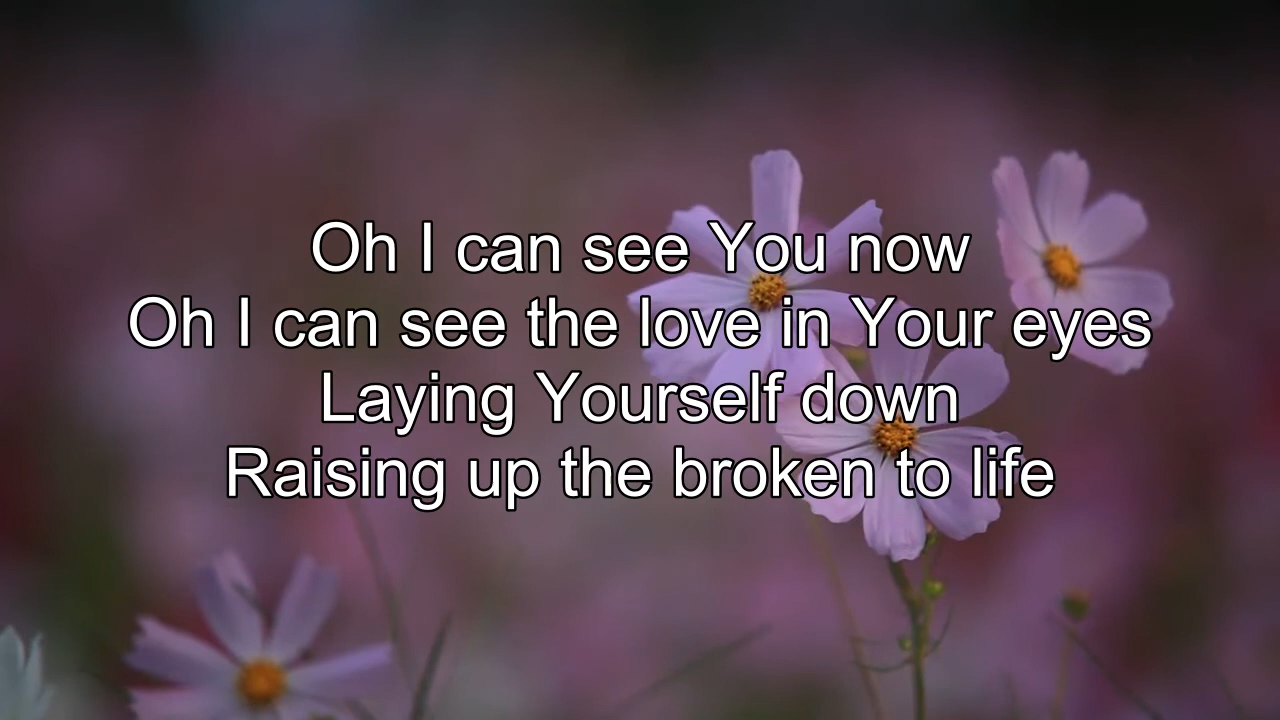 Oh I can see You now
Oh I can see the love in Your eyes
Laying Yourself down
Raising up the broken to life